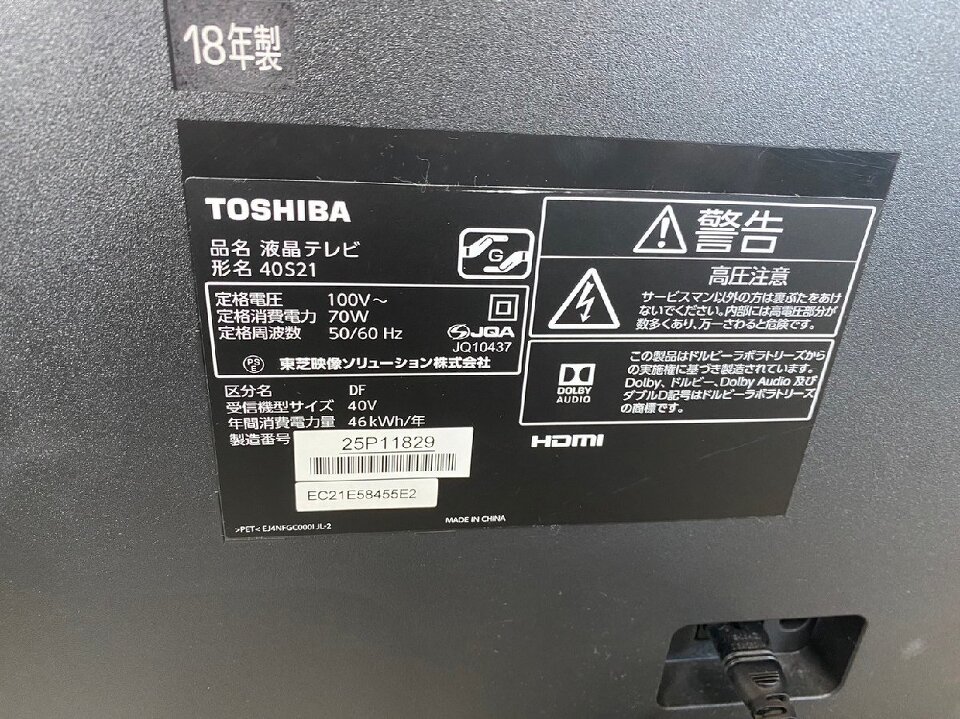 18年製
TOSHIBA
品名 液晶テレビ
形名 40S21
G
定格電圧 100V～
定格消費電力 70W
定格周波数 50/60 Hz
JQA
JQ10437
PSE 東芝映像ソリューション株式会社
区分名 DF
受信機型サイズ 40V
年間消費電力量 46kWh/年
製造番号
25P11829
EC21E58455E2
>PET< EJ4NFGC0001JL-2
MADE IN CHINA
警告
高圧注意
サービスマン以外の方は裏ぶたをあけ
ないでください。内部には高電圧部分が
数多くあり、万一さわると危険です。
DOLBY
AUDIO
この製品はドルビーラボラトリーズから
の実施権に基づき製造されています。
Dolby、ドルビー、Dolby Audio 及び
ダブルD記号はドルビーラボラトリーズ
の商標です。
HDMI